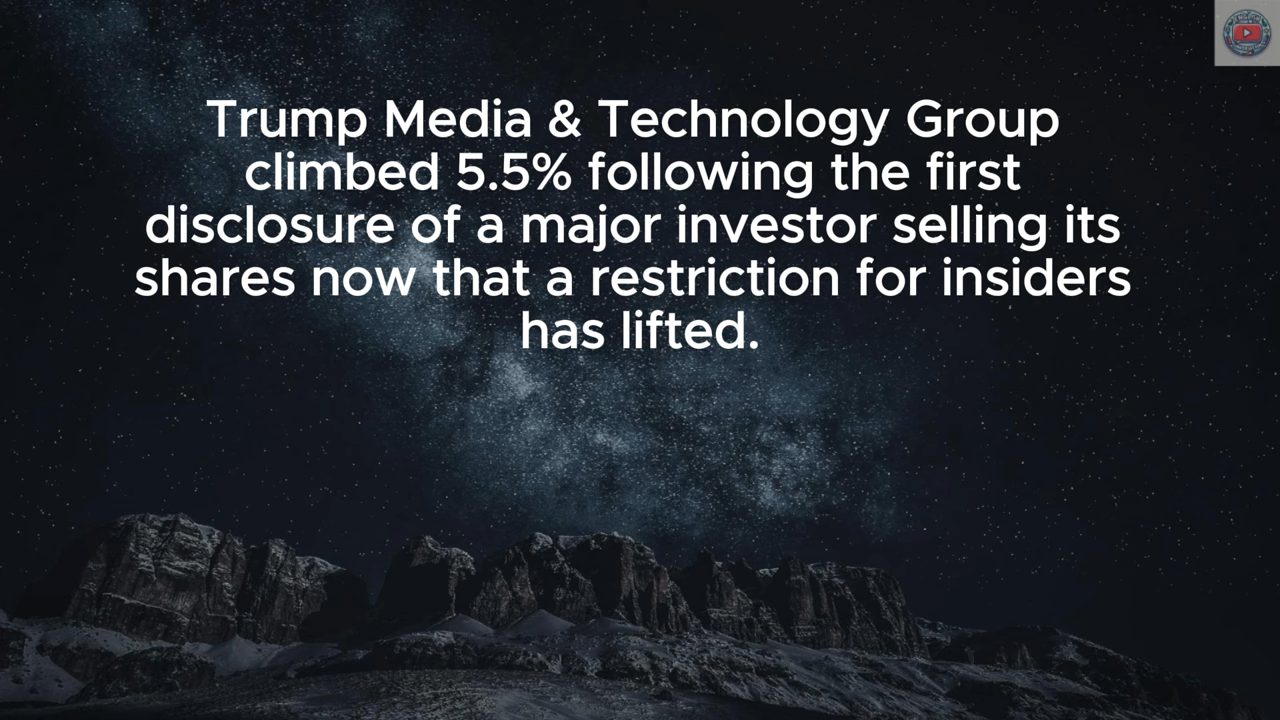 Trump Media & Technology Group
climbed 5.5% following the first
disclosure of a major investor selling its
shares now that a restriction for insiders
has lifted.